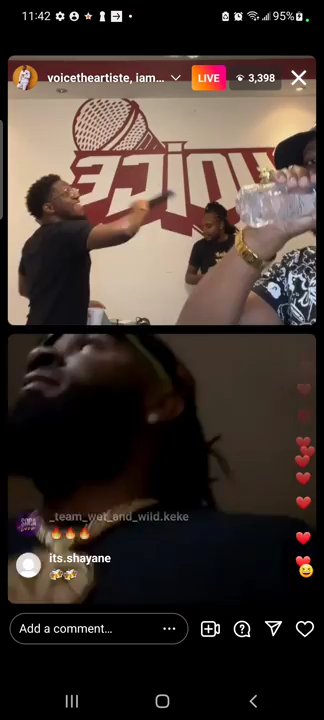 11:42
95%
voicetheartiste, iam...
LIVE
3,398
VOICE
_team_wet_and_wild.keke
its.shayane
Add a comment...